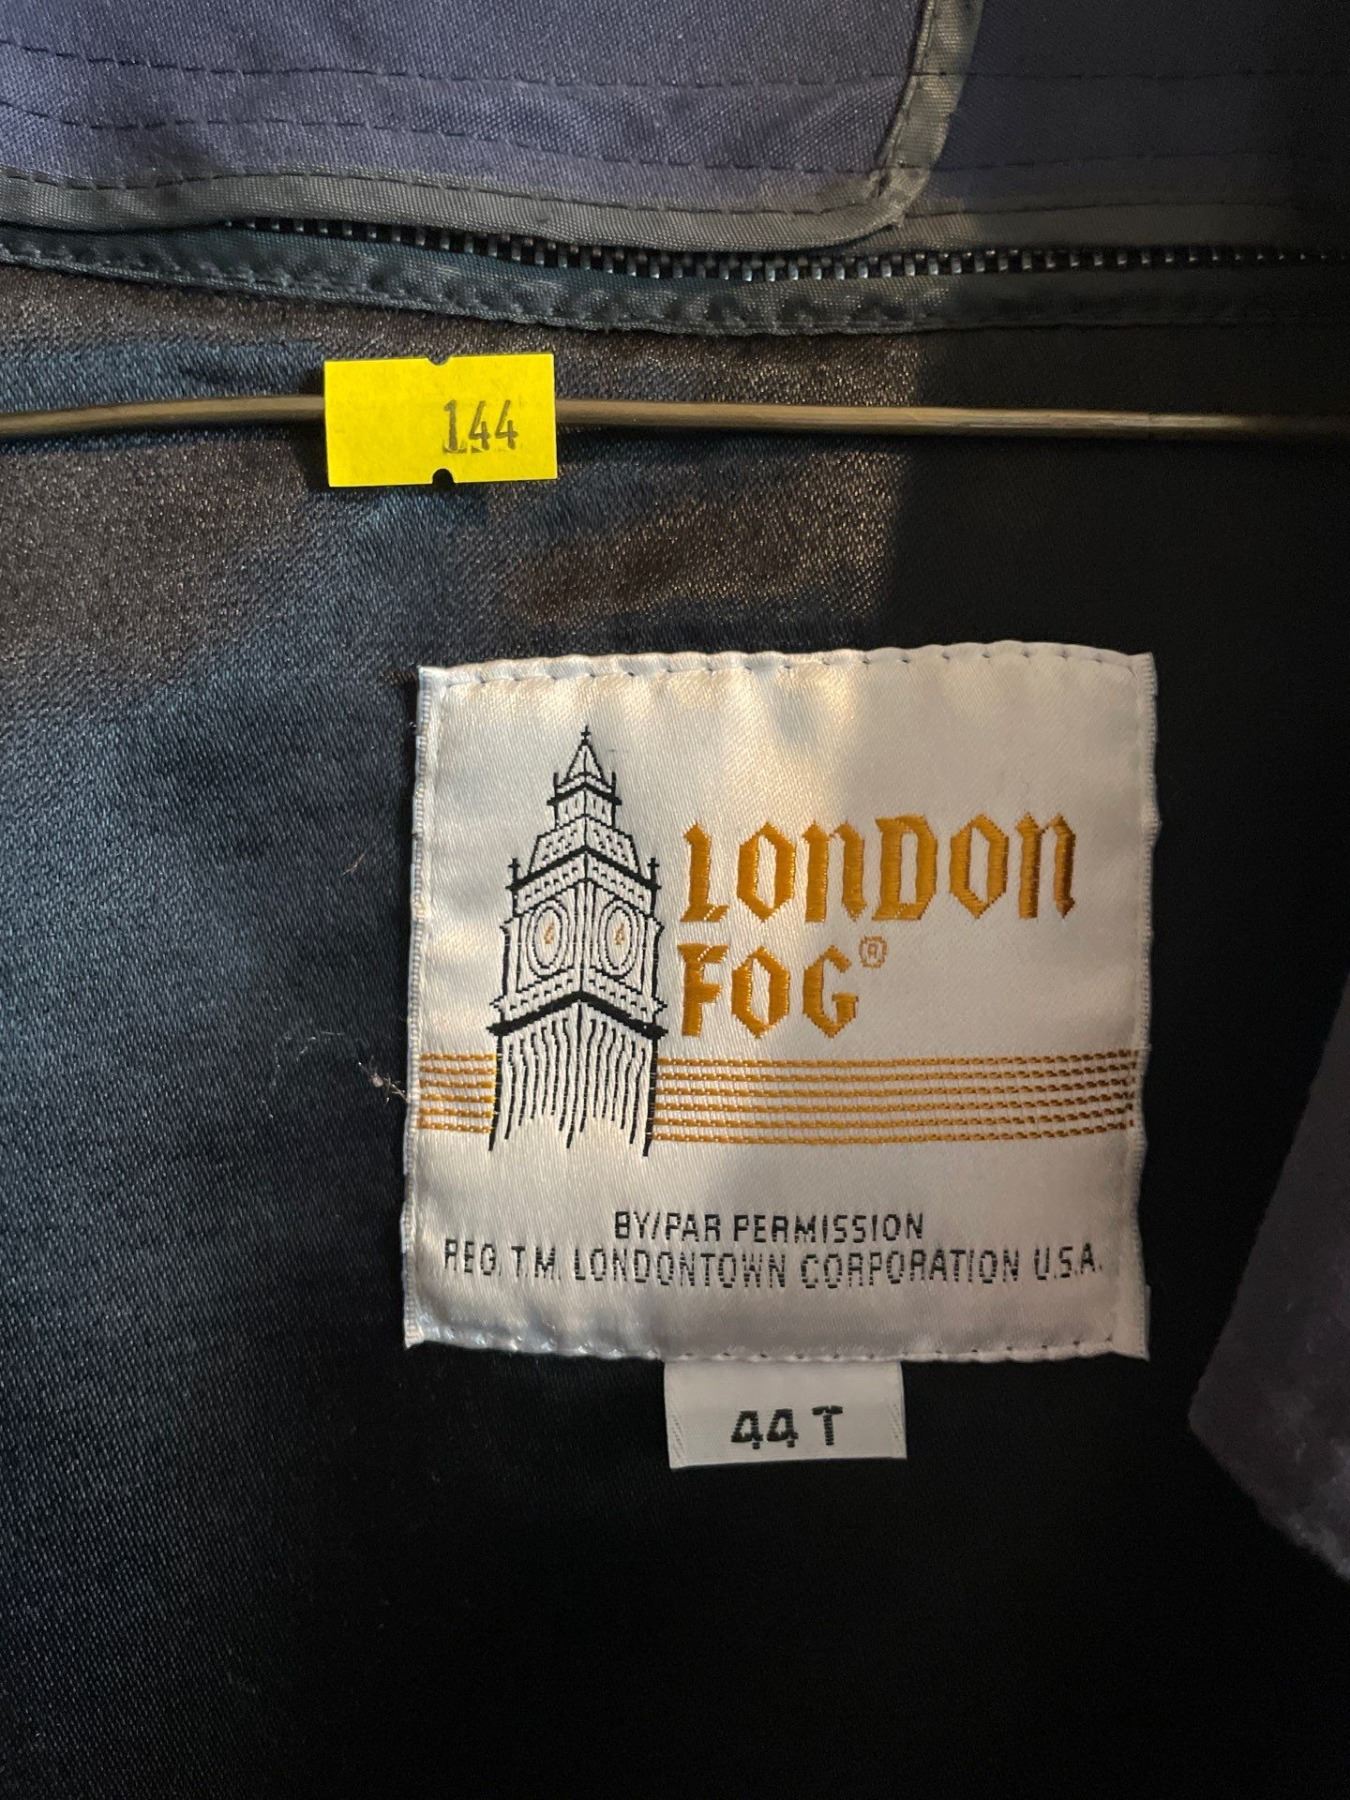 144
LONDON
FOG®
BY/PAR PERMISSION
REG. T.M. LONDONTOWN CORPORATION U.S.A.
44 T